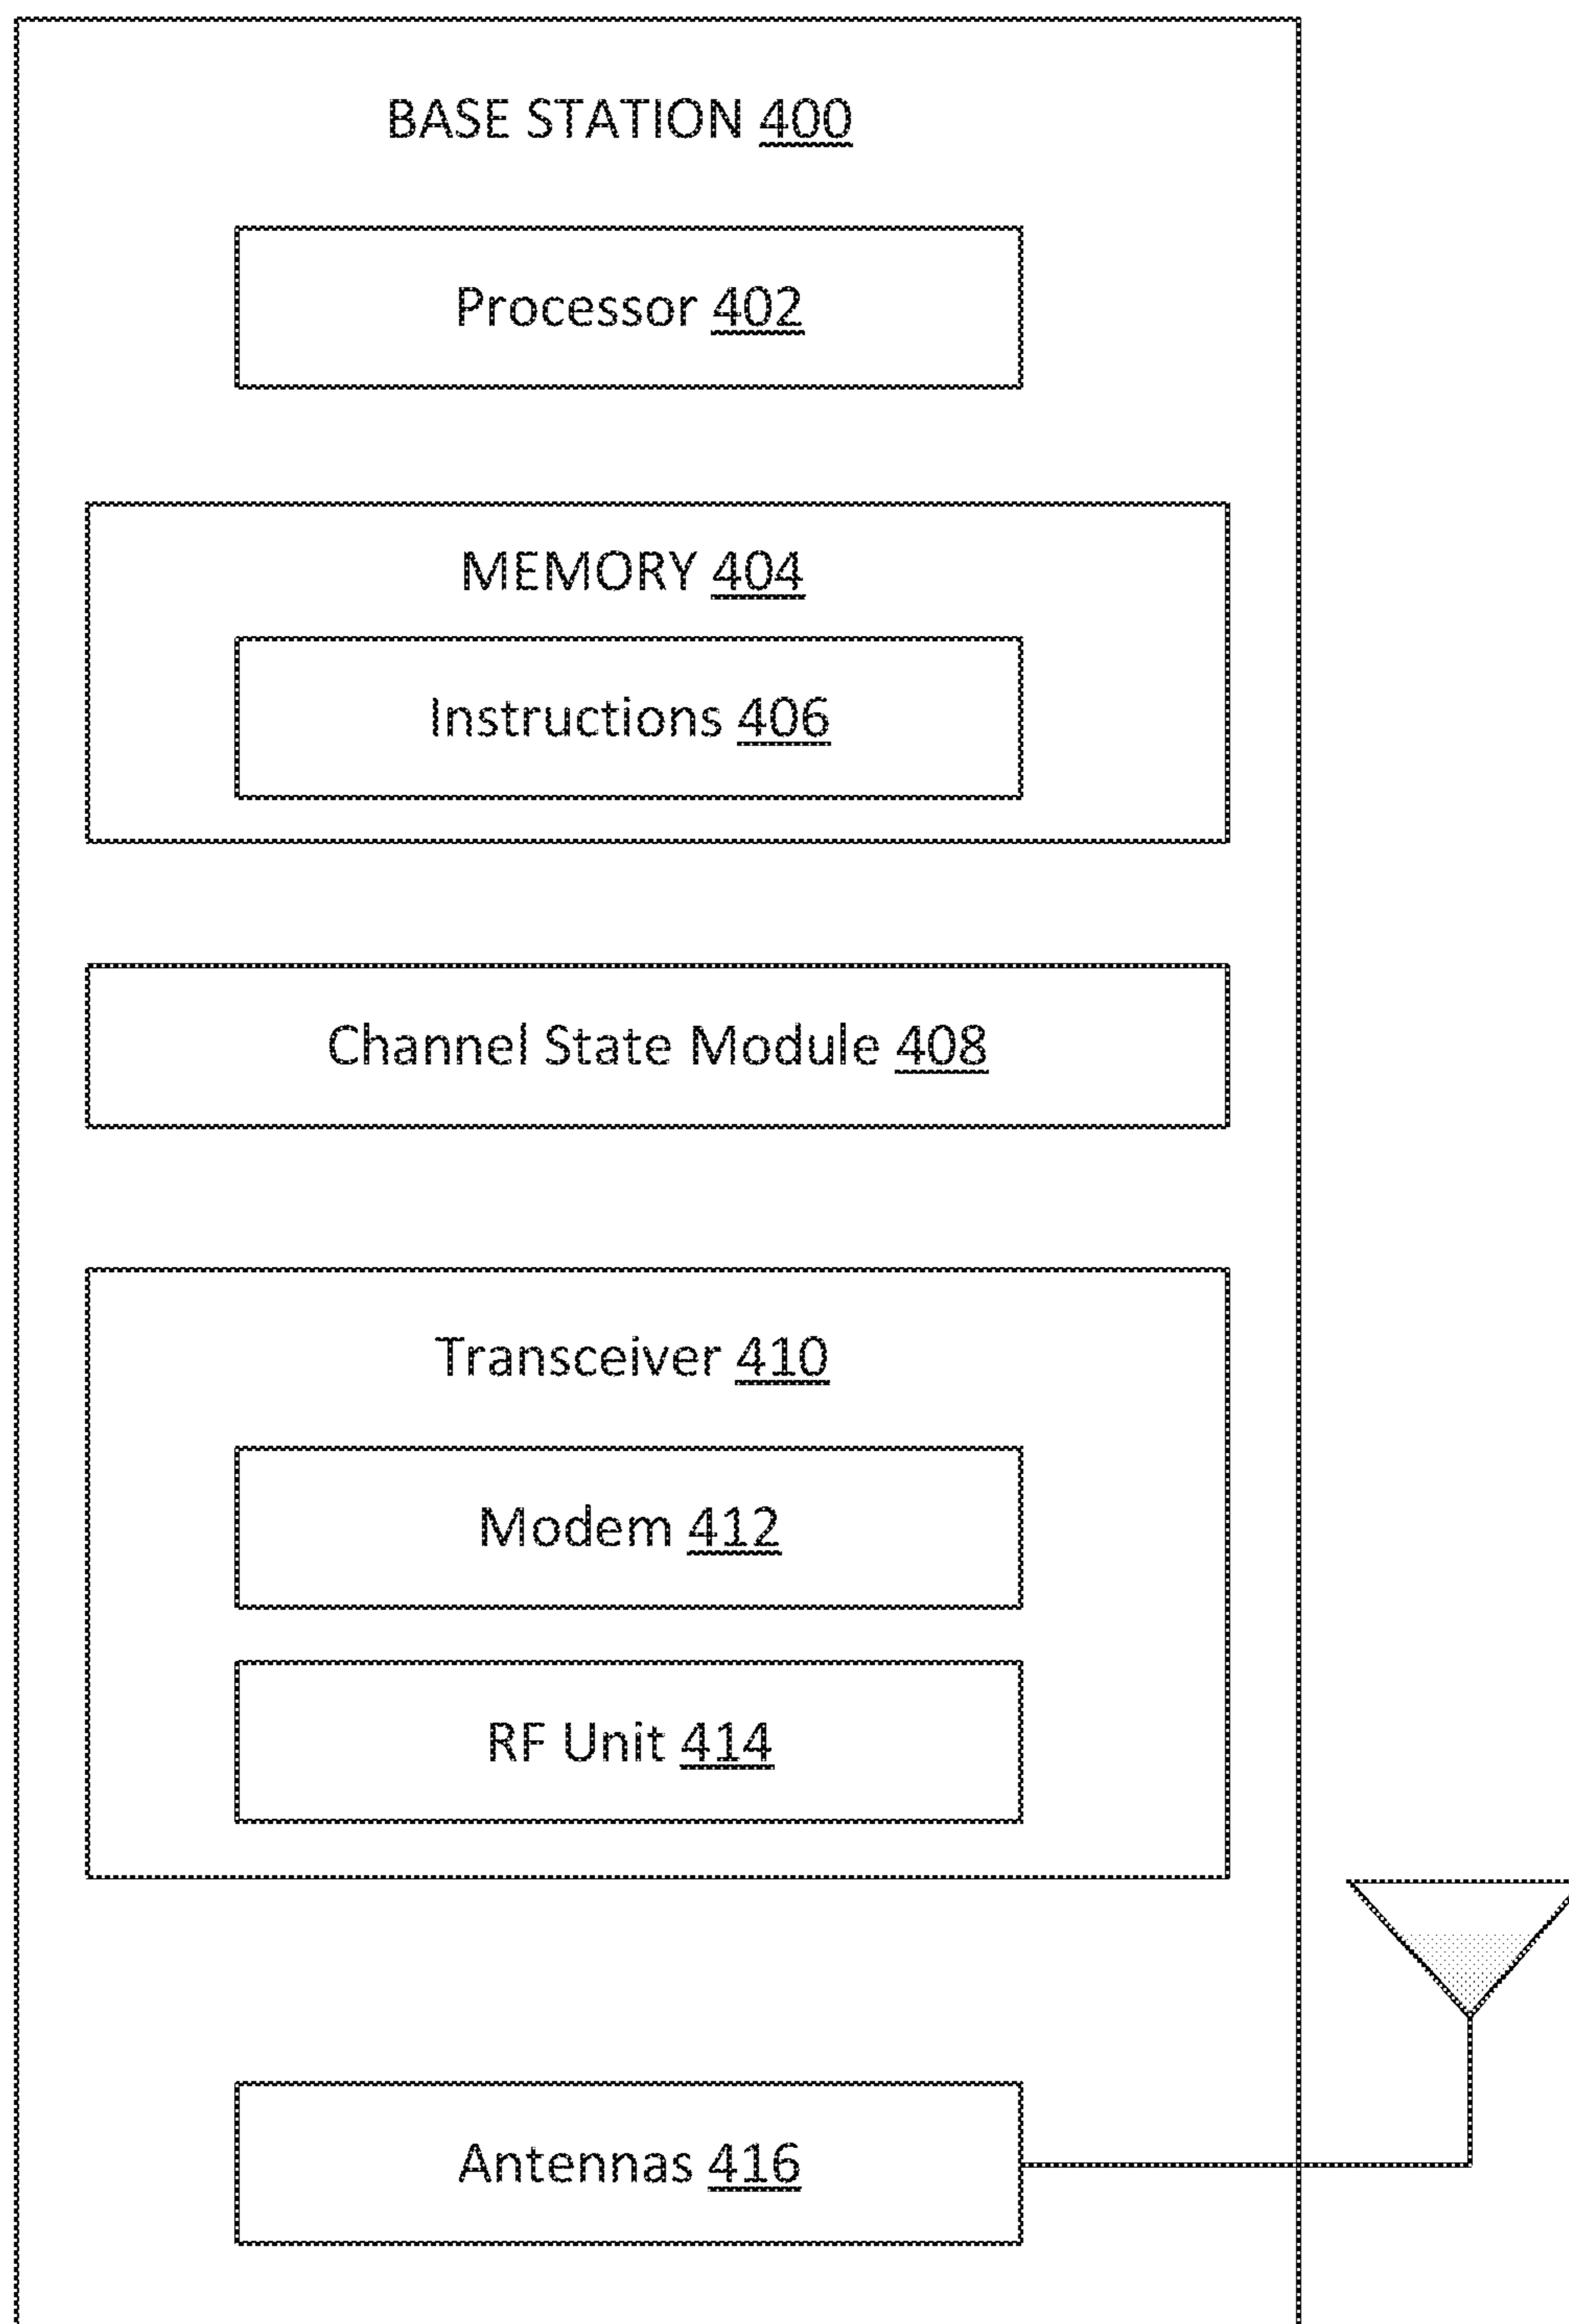 BASE STATION 400
Processor 402
MEMORY 404
Instructions 406
Channel State Module 408
Transceiver 410
Modem 412
RF Unit 414
Antennas 416